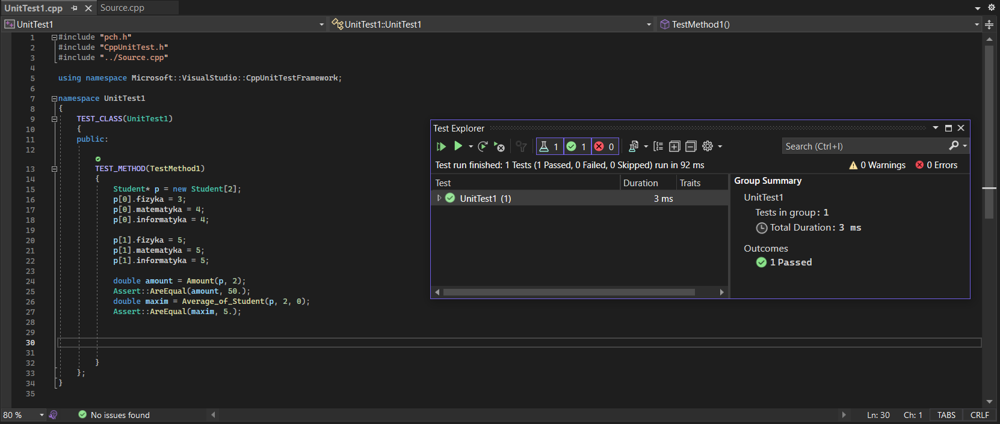 UnitTest1.cpp
Source.cpp
UnitTest1
UnitTest1::UnitTest1
TestMethod1()
1 #include "pch.h"
2 #include "CppUnitTest.h"
3 #include "../Source.cpp"
4
5 using namespace Microsoft::VisualStudio::CppUnitTestFramework;
6
7 namespace UnitTest1
8 {
9 TEST_CLASS(UnitTest1)
10 {
11 public:
12
13 TEST_METHOD(TestMethod1)
14 {
15 Student* p = new Student[2];
16 p[0].fizyka = 3;
17 p[0].matematyka = 4;
18 p[0].informatyka = 4;
19
20 p[1].fizyka = 5;
21 p[1].matematyka = 5;
22 p[1].informatyka = 5;
23
24 double amount = Amount(p, 2);
25 Assert::AreEqual(amount, 50.);
26 double maxim = Average_of_Student(p, 2, 0);
27 Assert::AreEqual(maxim, 5.);
28
29
30
31
32 }
33 };
34 }
35
Test Explorer
1 1 0
Search (Ctrl+I)
Test run finished: 1 Tests (1 Passed, 0 Failed, 0 Skipped) run in 92 ms
0 Warnings
0 Errors
Test Duration Traits
UnitTest1 (1) 3 ms
Group Summary
UnitTest1
Tests in group: 1
Total Duration: 3 ms
Outcomes
1 Passed
80 %
No issues found
Ln: 30 Ch: 1 TABS CRLF